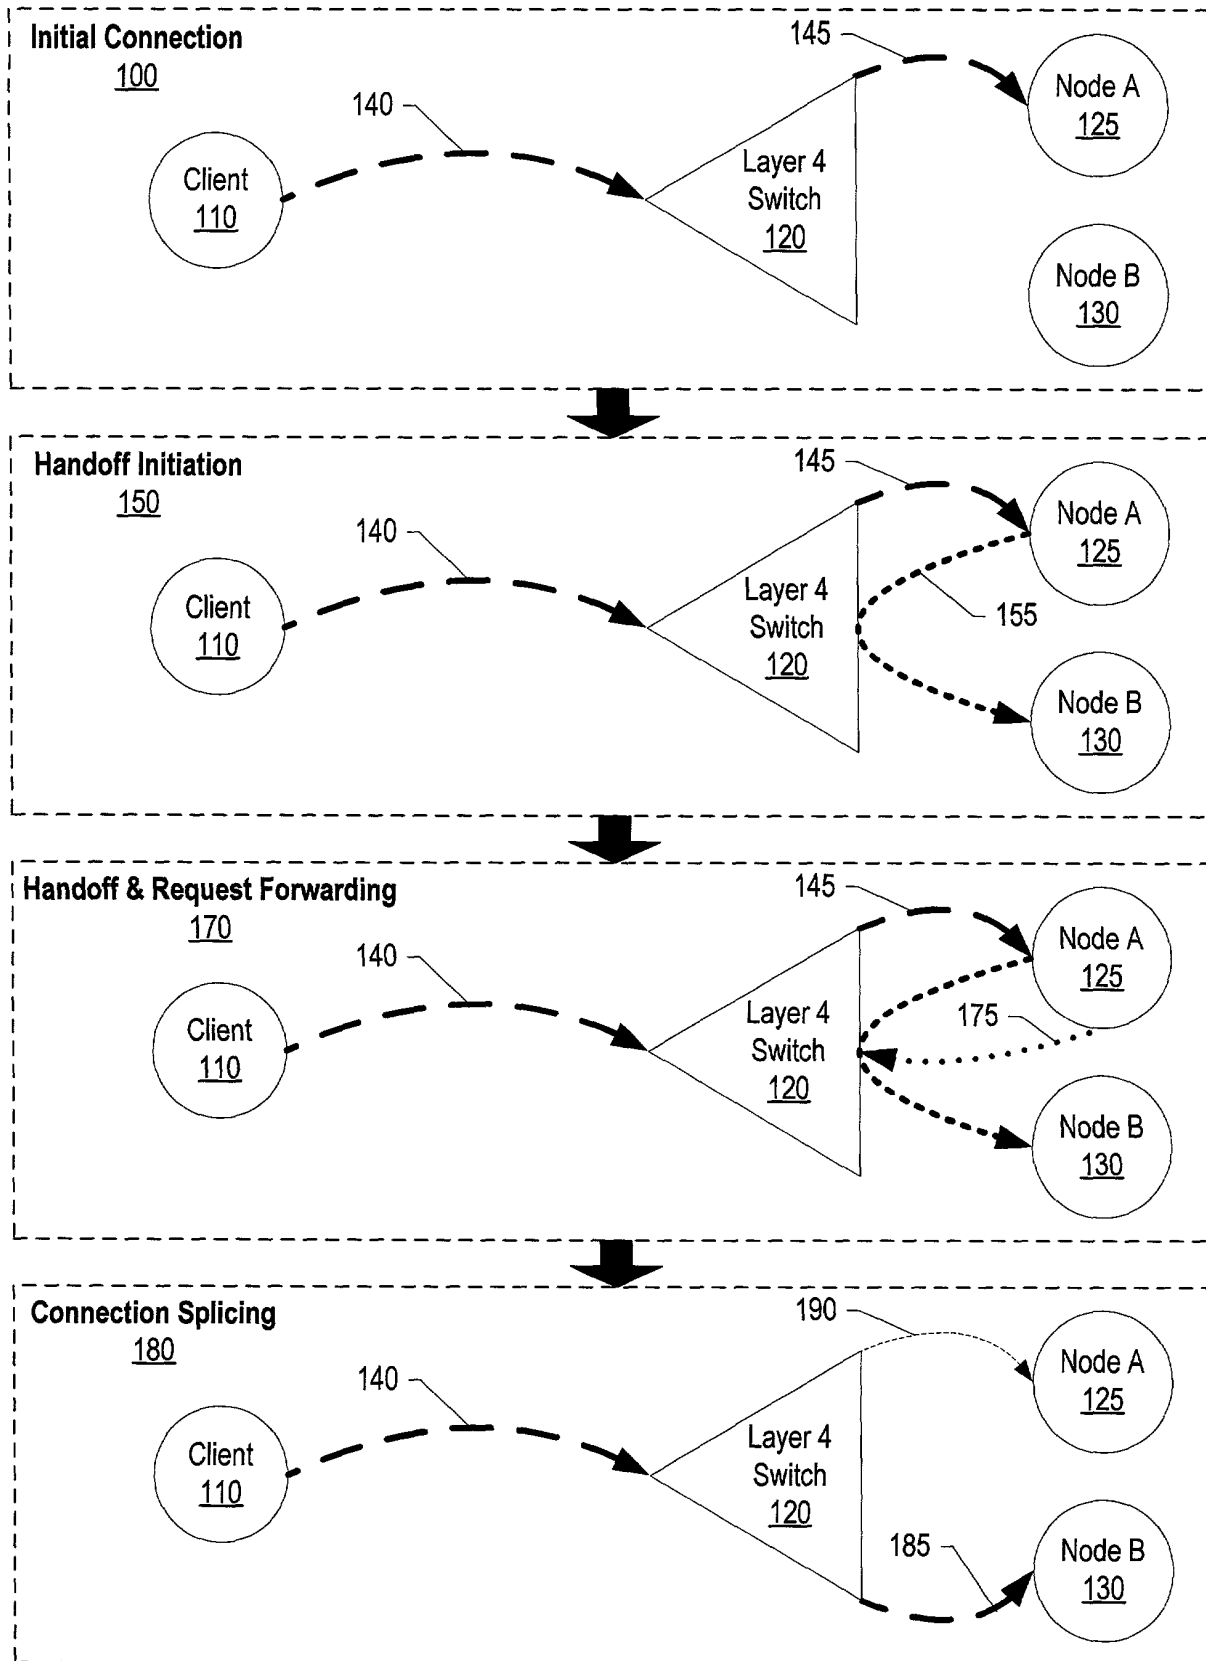 Initial Connection
100
145
140
Client
110
Layer 4
Switch
120
Node A
125
Node B
130
Handoff Initiation
150
145
140
Client
110
Layer 4
Switch
120
Node A
125
155
Node B
130
Handoff & Request Forwarding
170
145
140
Client
110
Layer 4
Switch
120
Node A
125
175
Node B
130
Connection Splicing
180
190
140
Client
110
Layer 4
Switch
120
Node A
125
185
Node B
130